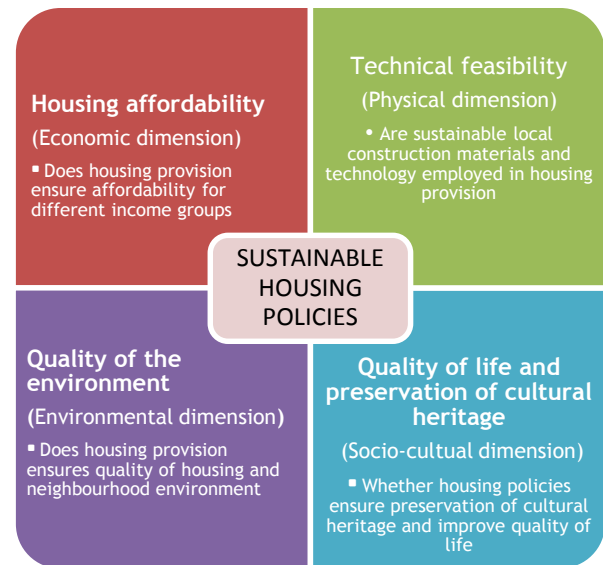 Housing affordability
(Economic dimension)
▪ Does housing provision
ensure affordability for
different income groups
Technical feasibility
(Physical dimension)
• Are sustainable local
construction materials and
technology employed in housing
provision
SUSTAINABLE
HOUSING
POLICIES
Quality of the
environment
(Environmental dimension)
▪ Does housing provision
ensures quality of housing and
neighbourhood environment
Quality of life and
preservation of cultural
heritage
(Socio-cultual dimension)
▪ Whether housing policies
ensure preservation of cultural
heritage and improve quality of
life